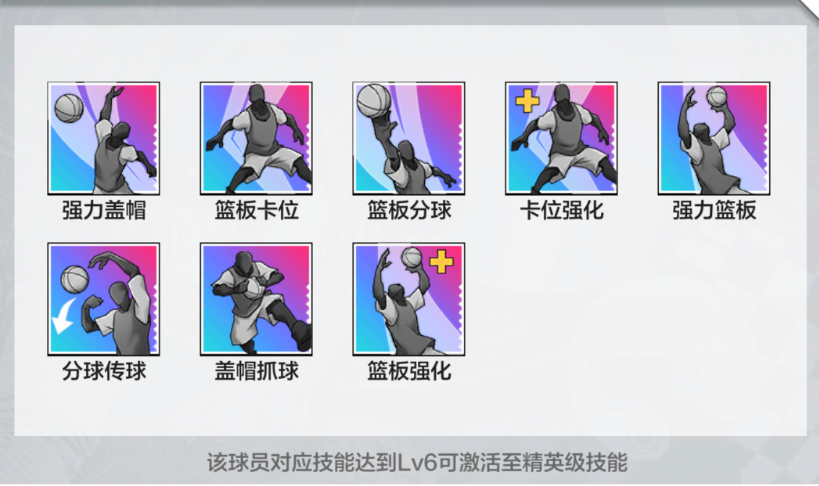 强力盖帽 篮板卡位 篮板分球 卡位强化 强力篮板
分球传球 盖帽抓球 篮板强化
该球员对应技能达到Lv6可激活至精英级技能